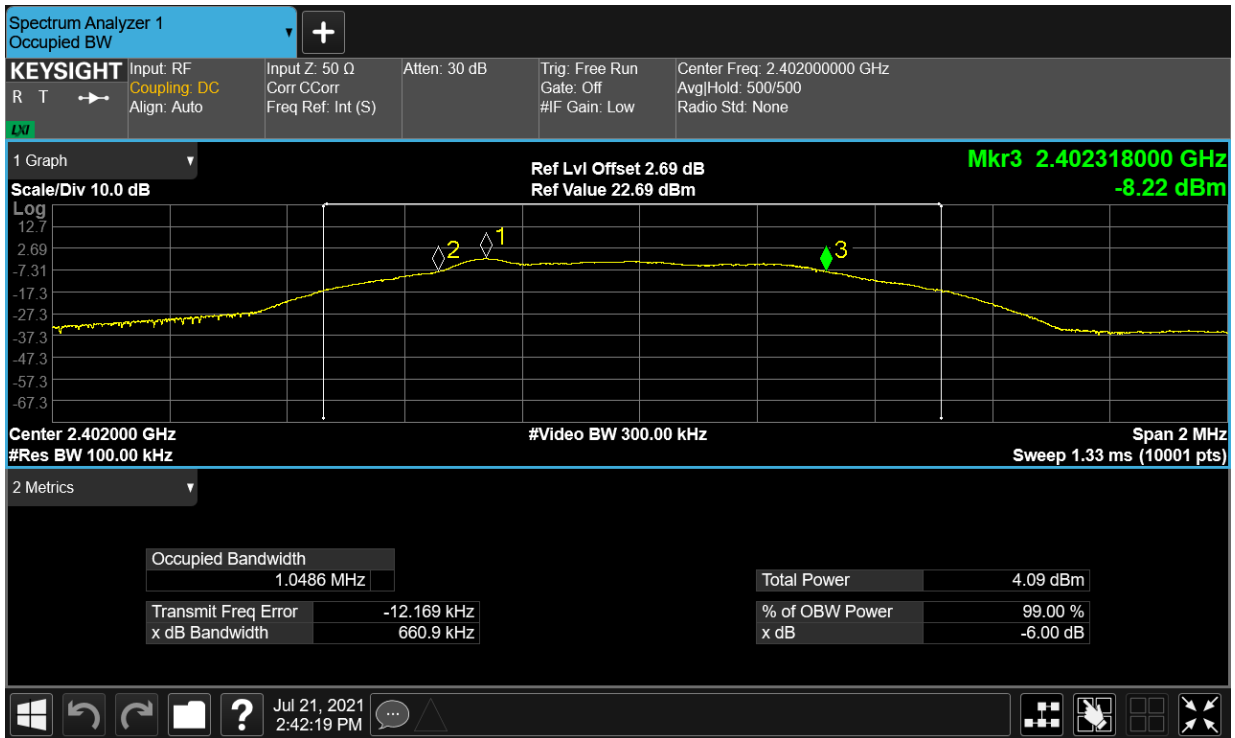 Spectrum Analyzer 1
Occupied BW
+
KEYSIGHT
R T
LXI
Input: RF
Coupling: DC
Align: Auto
Input Z: 50 Ω
Corr CCorr
Freq Ref: Int (S)
Atten: 30 dB
Trig: Free Run
Gate: Off
#IF Gain: Low
Center Freq: 2.402000000 GHz
Avg|Hold: 500/500
Radio Std: None
1 Graph
Scale/Div 10.0 dB
Ref Lvl Offset 2.69 dB
Ref Value 22.69 dBm
Mkr3 2.402318000 GHz
-8.22 dBm
Log
12.7
2.69
-7.31
-17.3
-27.3
-37.3
-47.3
-57.3
-67.3
2
1
3
Center 2.402000 GHz
#Res BW 100.00 kHz
#Video BW 300.00 kHz
Span 2 MHz
Sweep 1.33 ms (10001 pts)
2 Metrics
Occupied Bandwidth
1.0486 MHz
Transmit Freq Error -12.169 kHz
x dB Bandwidth 660.9 kHz
Total Power 4.09 dBm
% of OBW Power 99.00 %
x dB -6.00 dB
?
Jul 21, 2021
2:42:19 PM